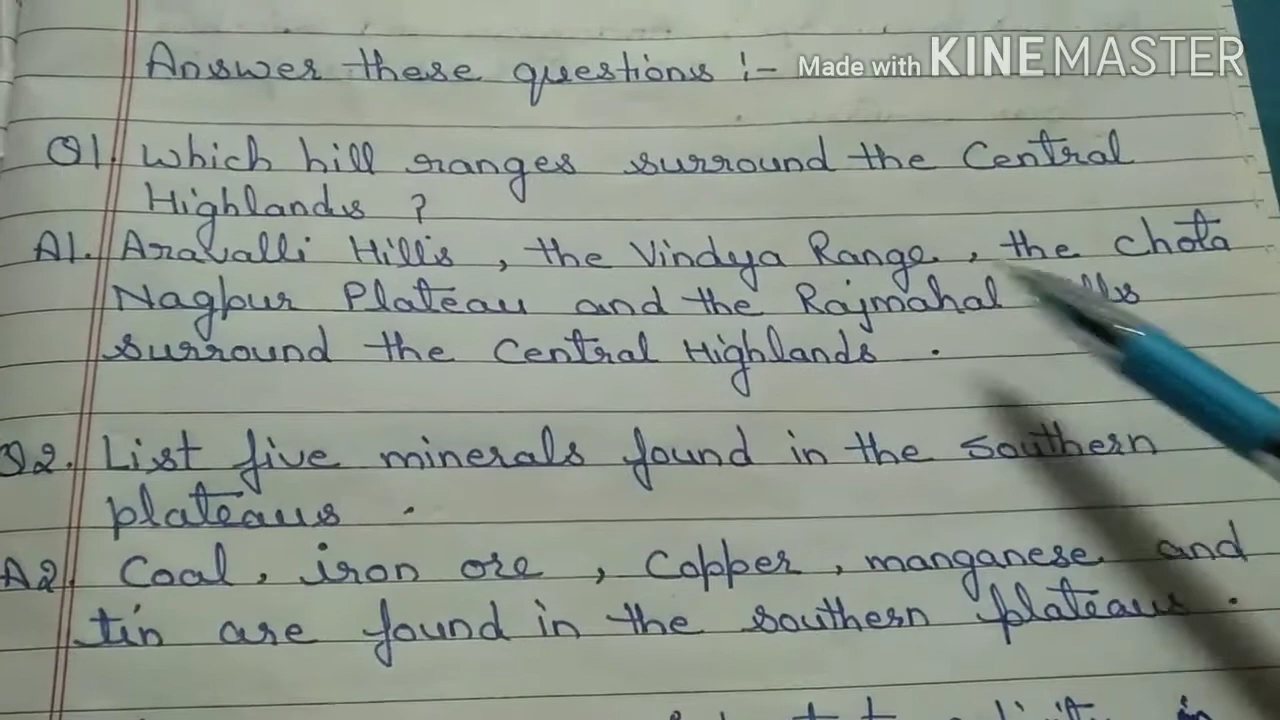 Answer these questions :-
Made with KINEMASTER
Q1. Which hill ranges surround the Central
Highlands ?
A1. Aravalli Hills , the Vindya Range , the Chota
Nagpur Plateau and the Rajmahal
surround the Central Highlands .
Q2. List five minerals found in the southern
plateaus .
A2. Coal , iron ore , Copper , manganese and
tin are found in the southern plateaus .